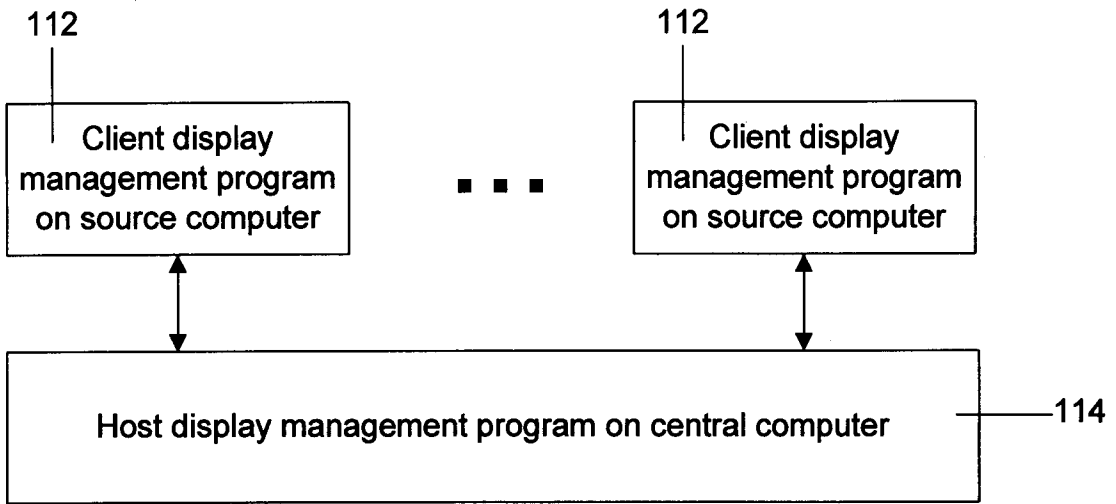 112
112
Client display
management program
on source computer
Client display
management program
on source computer
Host display management program on central computer
114